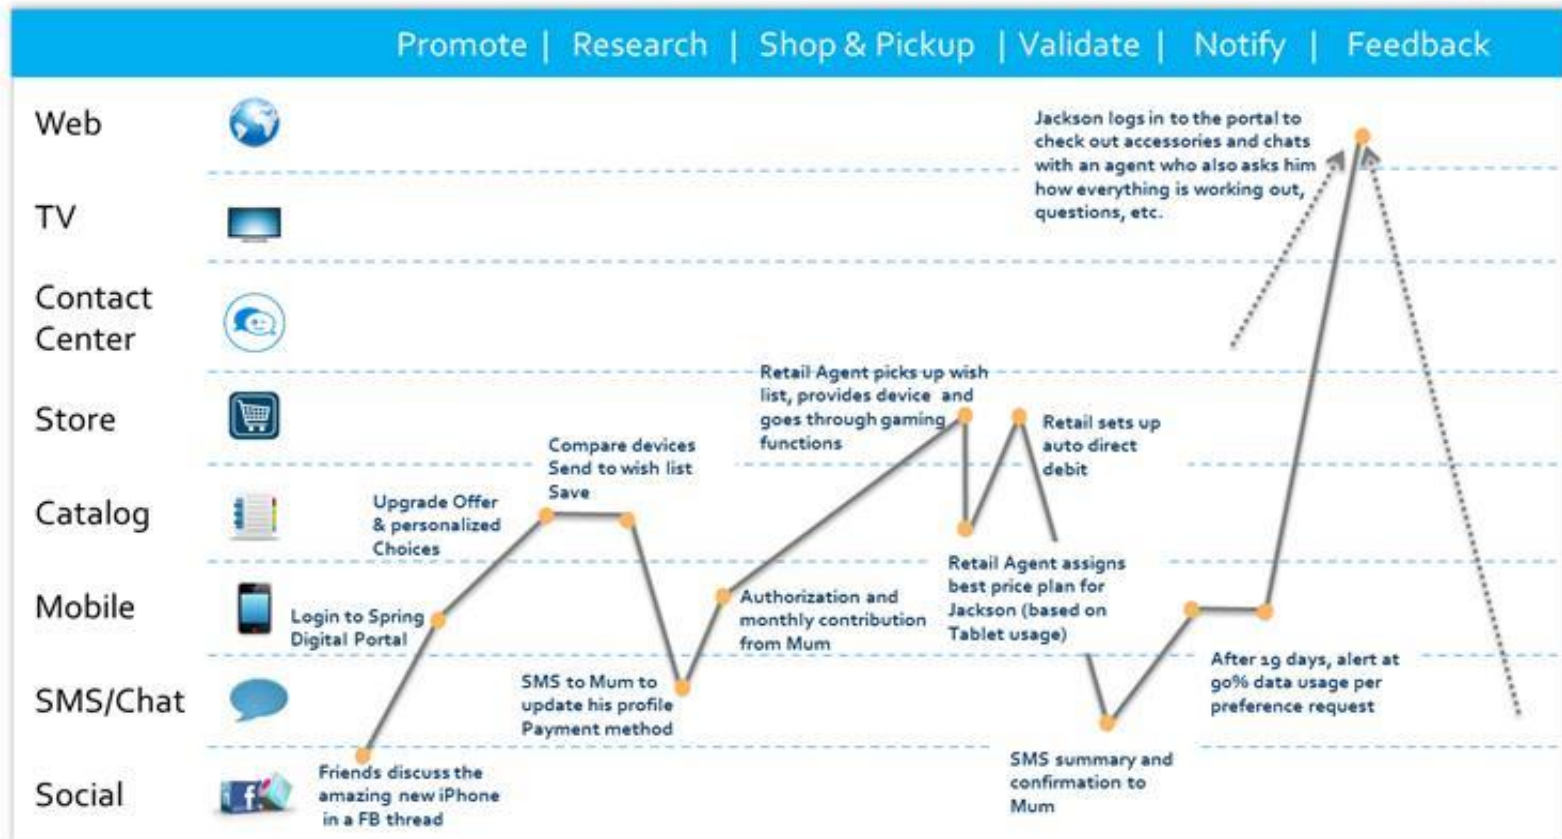 Promote | Research | Shop & Pickup | Validate | Notify | Feedback
Web
Jackson logs in to the portal to
check out accessories and chats
with an agent who also asks him
how everything is working out,
questions, etc.
TV
Contact
Center
Retail Agent picks up wish
list, provides device and
goes through gaming
functions
Store
Retail sets up
auto direct
debit
Compare devices
Send to wish list
Save
Catalog
Upgrade Offer
& personalized
Choices
Retail Agent assigns
best price plan for
Jackson (based on
Tablet usage)
Mobile
Login to Spring
Digital Portal
Authorization and
monthly contribution
from Mum
After 19 days, alert at
90% data usage per
preference request
SMS/Chat
SMS to Mum to
update his profile
Payment method
SMS summary and
confirmation to
Mum
Social
f
Friends discuss the
amazing new iPhone
in a FB thread